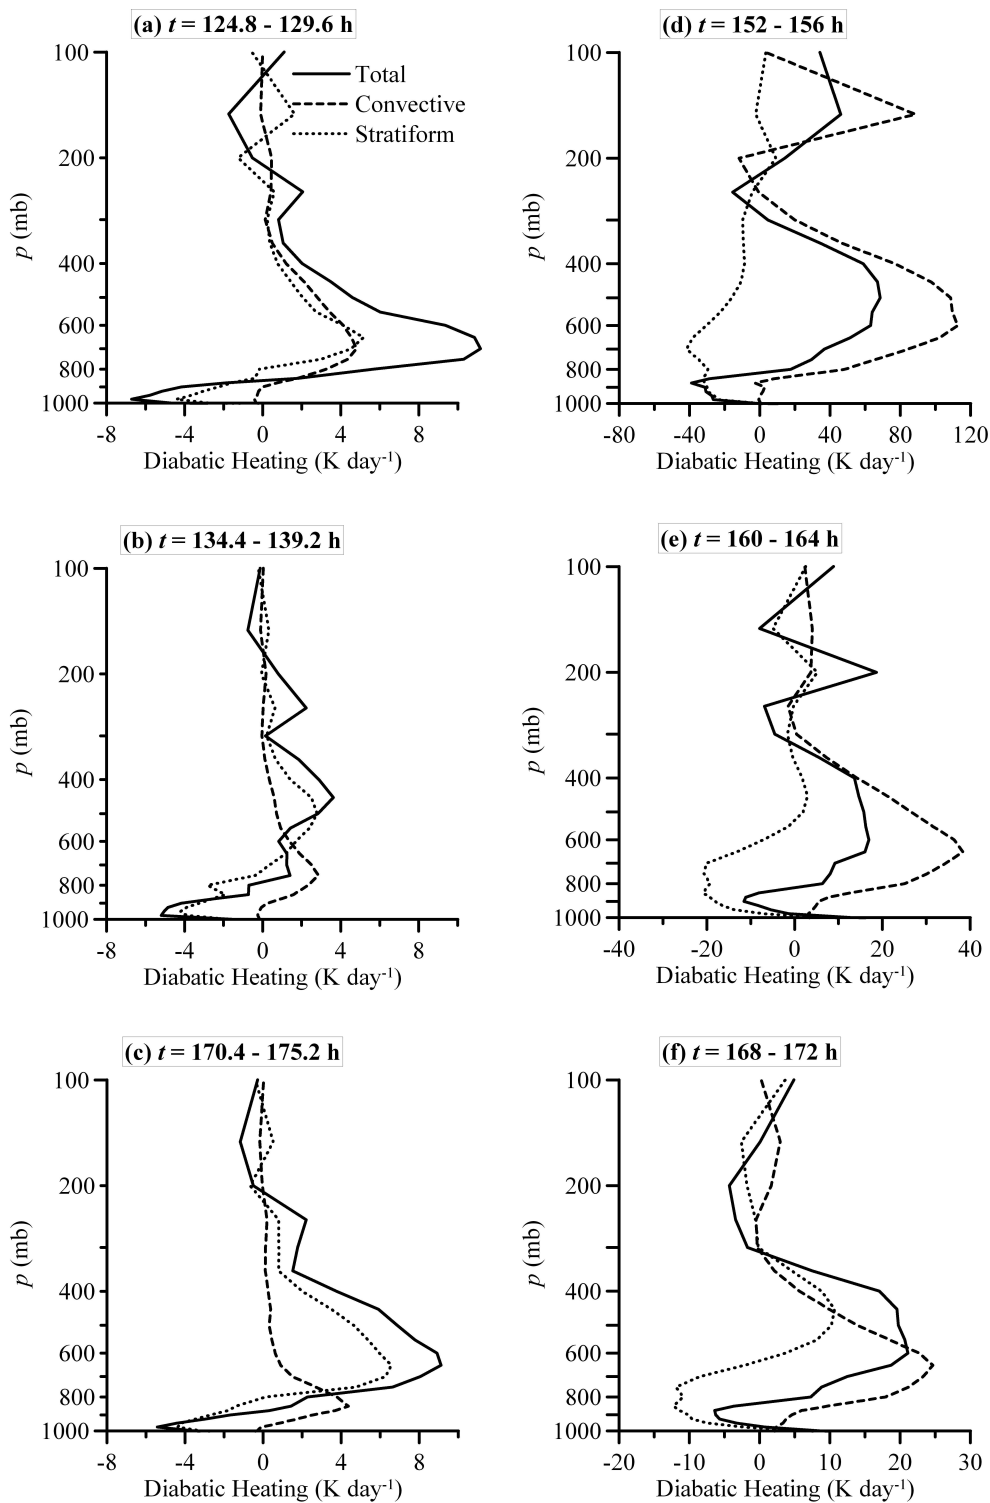 (a) t = 124.8 - 129.6 h
100
200
400
600
800
1000
p (mb)
Total
Convective
Stratiform
-8 -4 0 4 8
Diabatic Heating (K day-1)
(d) t = 152 - 156 h
100
200
400
600
800
1000
p (mb)
-80 -40 0 40 80 120
Diabatic Heating (K day-1)
(b) t = 134.4 - 139.2 h
100
200
400
600
800
1000
p (mb)
-8 -4 0 4 8
Diabatic Heating (K day-1)
(e) t = 160 - 164 h
100
200
400
600
800
1000
p (mb)
-40 -20 0 20 40
Diabatic Heating (K day-1)
(c) t = 170.4 - 175.2 h
100
200
400
600
800
1000
p (mb)
-8 -4 0 4 8
Diabatic Heating (K day-1)
(f) t = 168 - 172 h
100
200
400
600
800
1000
p (mb)
-20 -10 0 10 20 30
Diabatic Heating (K day-1)